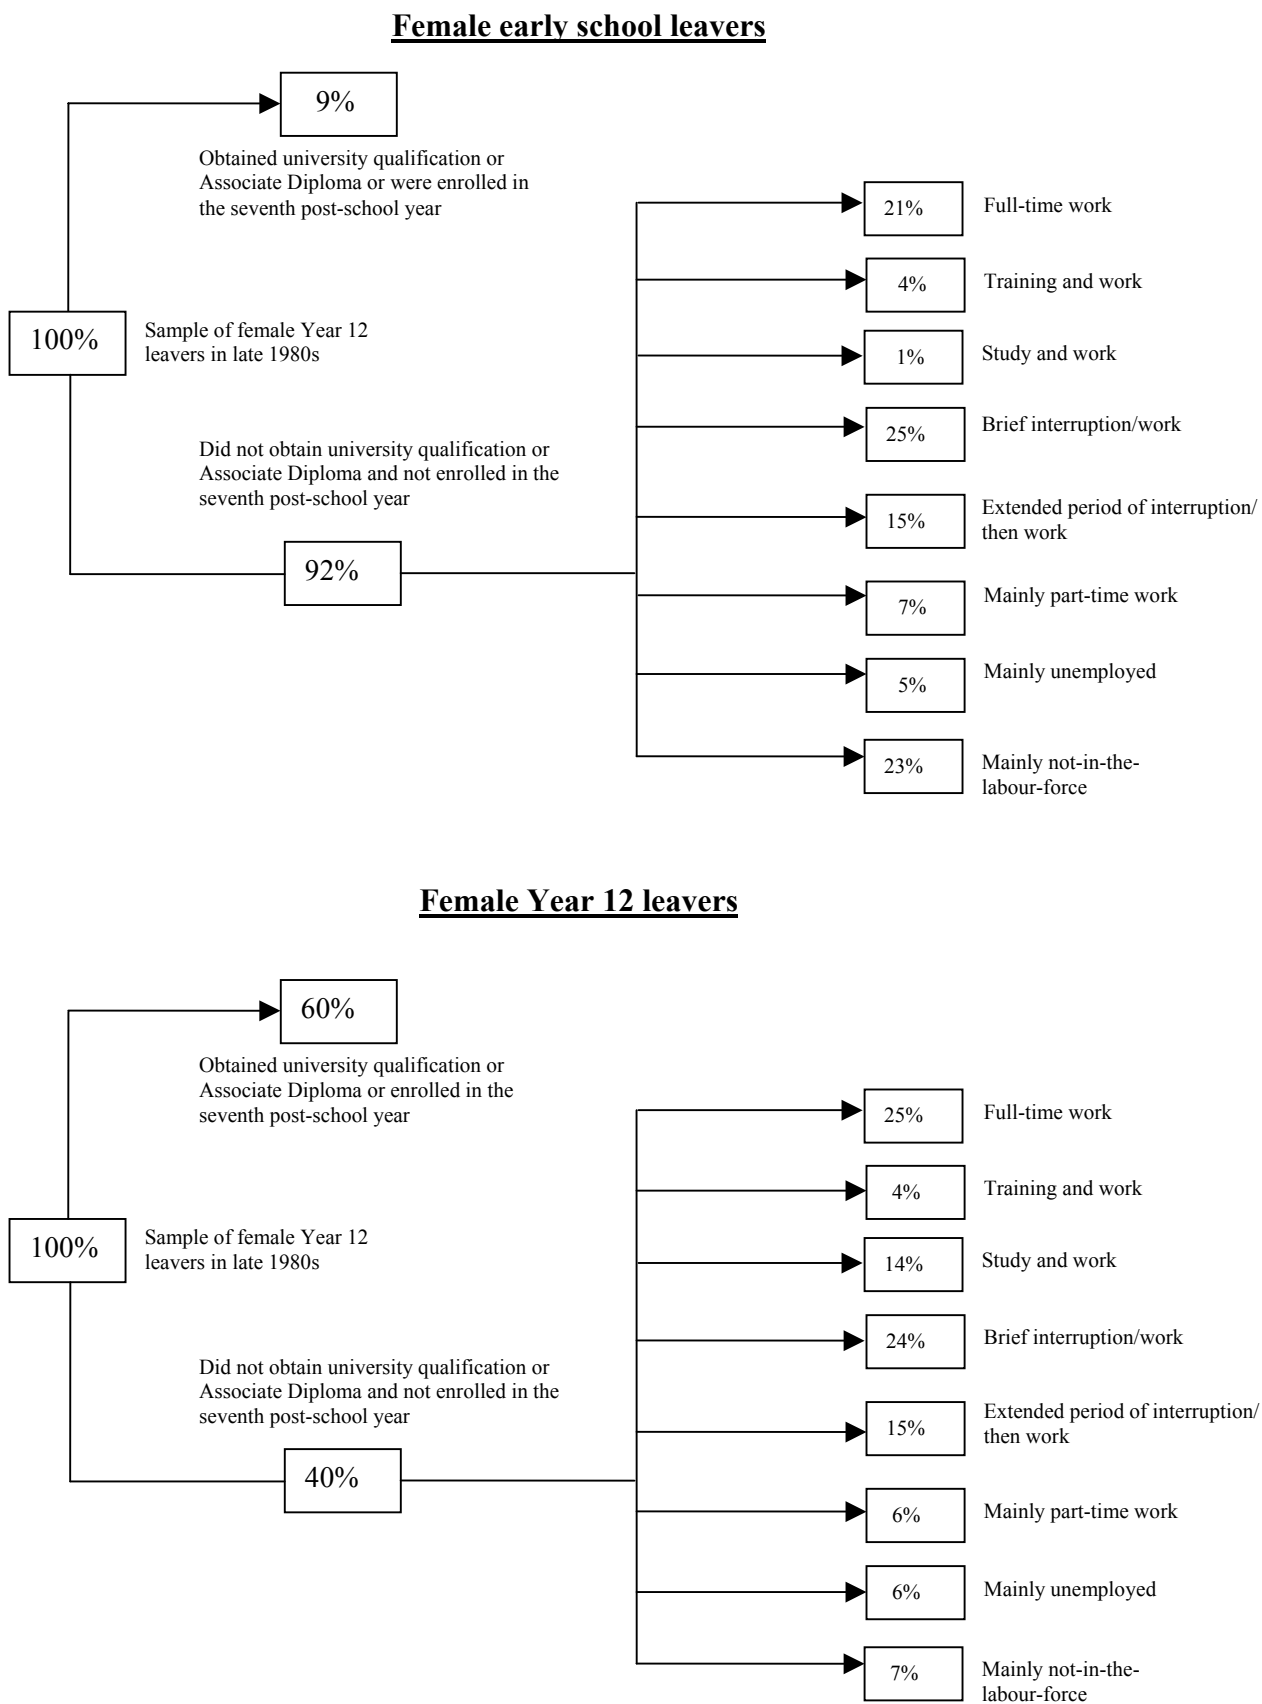 Female early school leavers
9%
Obtained university qualification or
Associate Diploma or were enrolled in
the seventh post-school year
100%
Sample of female Year 12
leavers in late 1980s
Did not obtain university qualification or
Associate Diploma and not enrolled in the
seventh post-school year
92%
21% Full-time work
4% Training and work
1% Study and work
25% Brief interruption/work
15% Extended period of interruption/
then work
7% Mainly part-time work
5% Mainly unemployed
23% Mainly not-in-the-
labour-force
Female Year 12 leavers
60%
Obtained university qualification or
Associate Diploma or enrolled in the
seventh post-school year
100%
Sample of female Year 12
leavers in late 1980s
Did not obtain university qualification or
Associate Diploma and not enrolled in the
seventh post-school year
40%
25% Full-time work
4% Training and work
14% Study and work
24% Brief interruption/work
15% Extended period of interruption/
then work
6% Mainly part-time work
6% Mainly unemployed
7% Mainly not-in-the-
labour-force